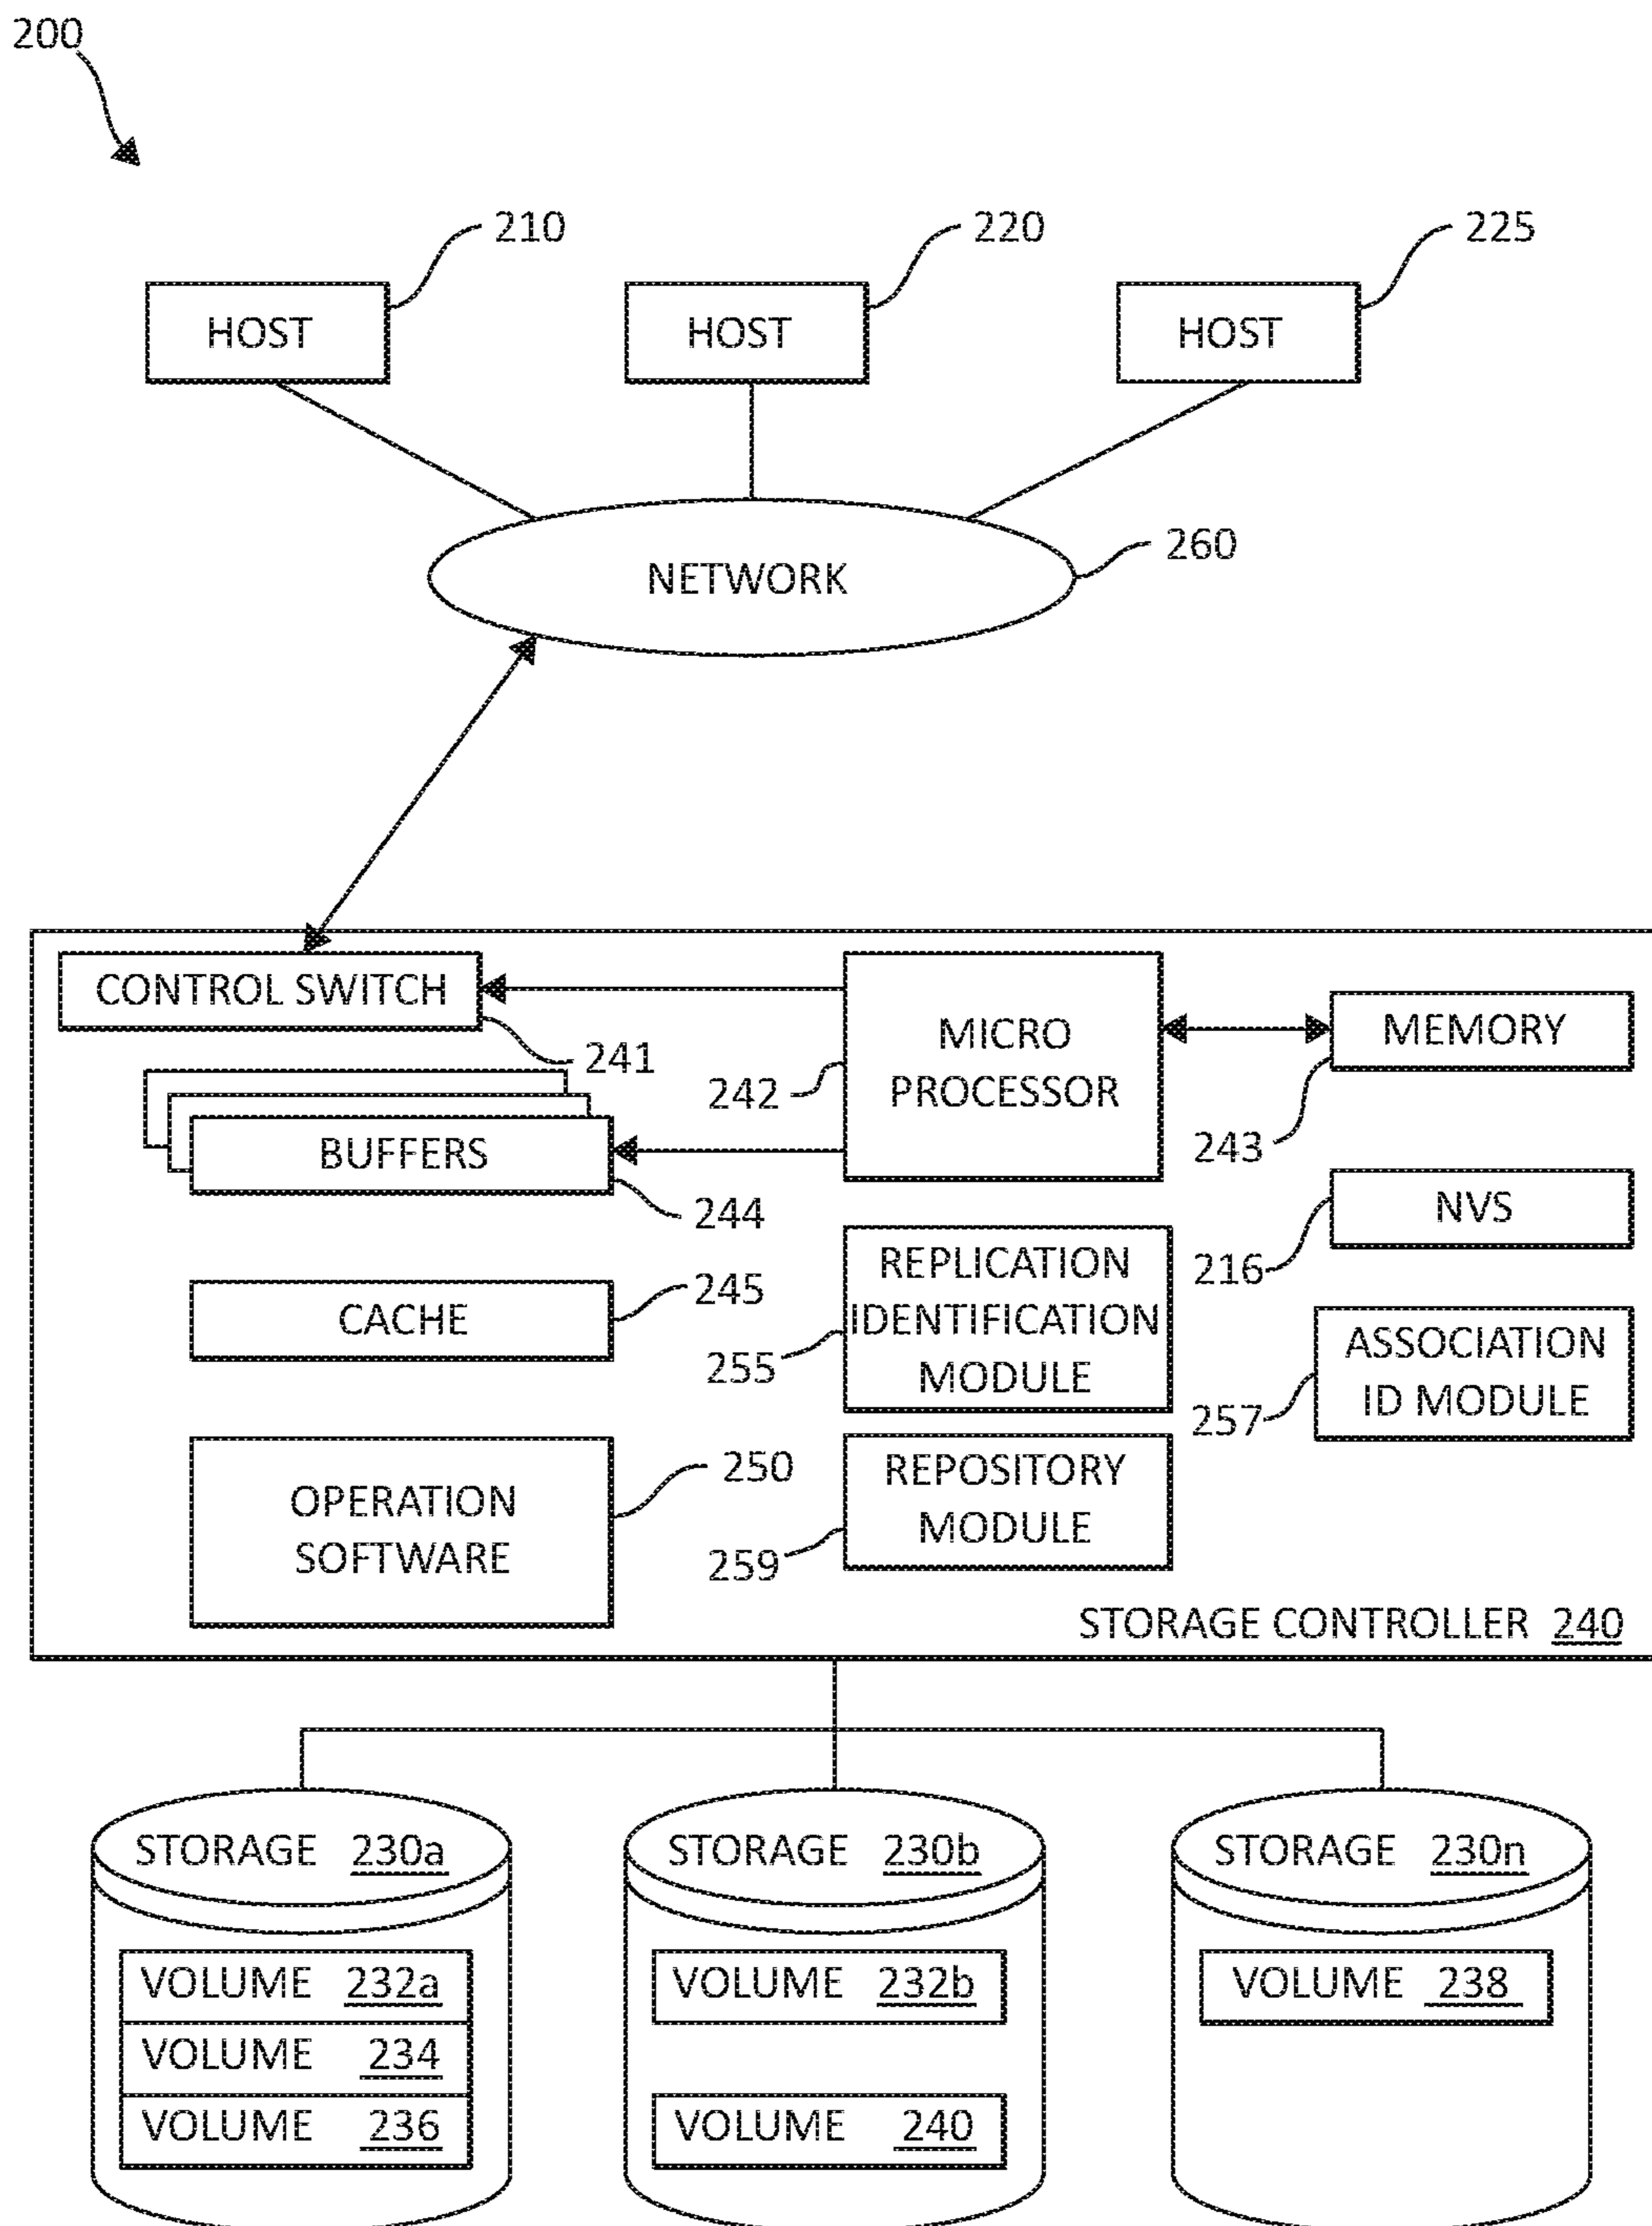 200
210
220
225
HOST
HOST
HOST
260
NETWORK
CONTROL SWITCH
241
MICRO
PROCESSOR
242
MEMORY
243
BUFFERS
244
NVS
216
CACHE
245
REPLICATION
IDENTIFICATION
MODULE
255
ASSOCIATION
ID MODULE
257
OPERATION
SOFTWARE
250
REPOSITORY
MODULE
259
STORAGE CONTROLLER 240
STORAGE 230a
STORAGE 230b
STORAGE 230n
VOLUME 232a
VOLUME 234
VOLUME 236
VOLUME 232b
VOLUME 240
VOLUME 238